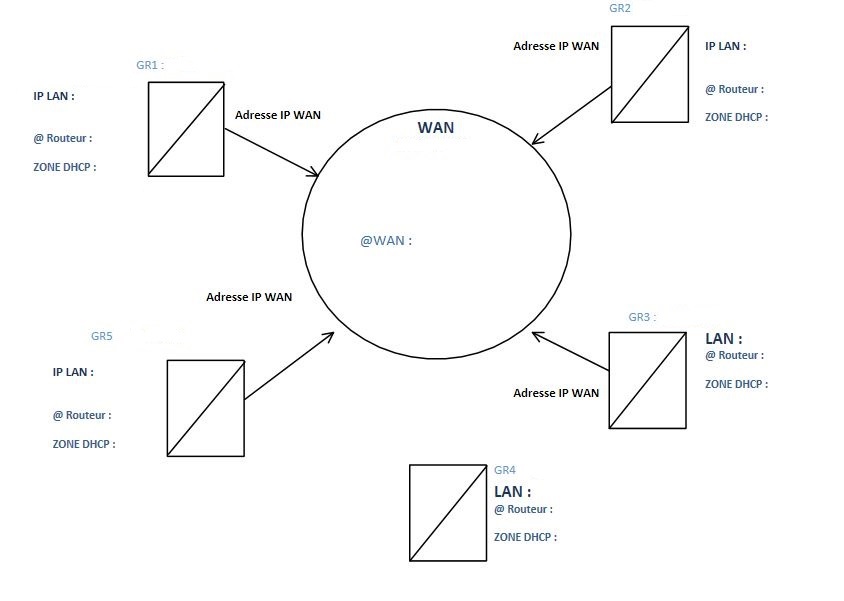 GR2
Adresse IP WAN
IP LAN :
@ Routeur :
ZONE DHCP :
GR1 :
IP LAN :
Adresse IP WAN
@ Routeur :
ZONE DHCP :
WAN
@WAN :
Adresse IP WAN
GR5
IP LAN :
@ Routeur :
ZONE DHCP :
GR3 :
LAN :
@ Routeur :
ZONE DHCP :
Adresse IP WAN
GR4
LAN :
@ Routeur :
ZONE DHCP :